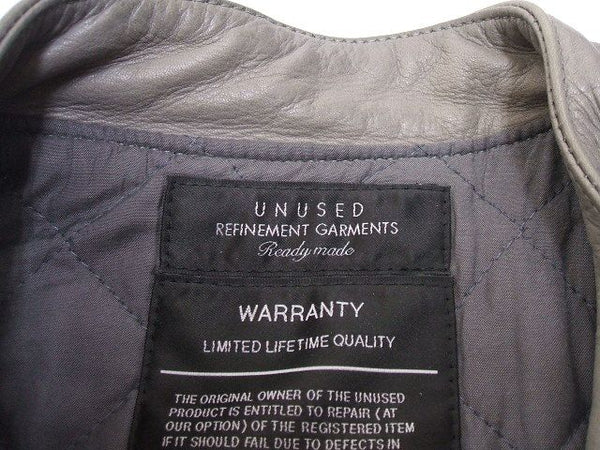 UNUSED
REFINEMENT GARMENTS
Ready made
WARRANTY
LIMITED LIFETIME QUALITY
THE ORIGINAL OWNER OF THE UNUSED
PRODUCT IS ENTITLED TO REPAIR (AT
OUR OPTION) OF THE REGISTERED ITEM
IF IT SHOULD FAIL DUE TO DEFECTS IN